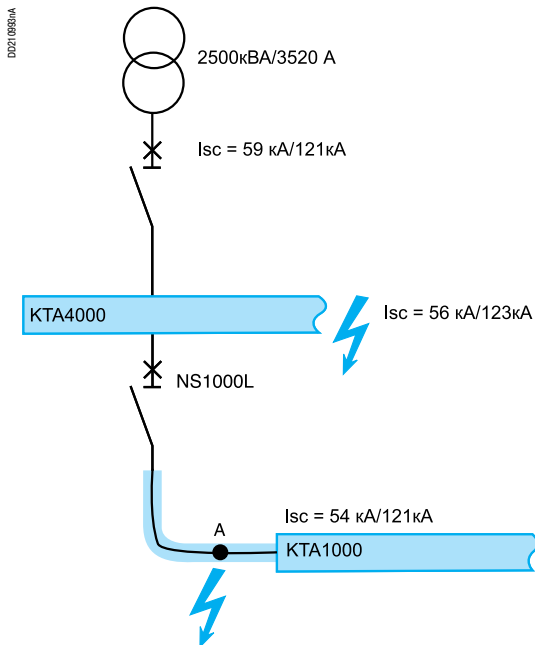 DD210993nA
2500кВА/3520 А
Isc = 59 кА/121кА
KTA4000
Isc = 56 кА/123кА
NS1000L
Isc = 54 кА/121кА
A
KTA1000